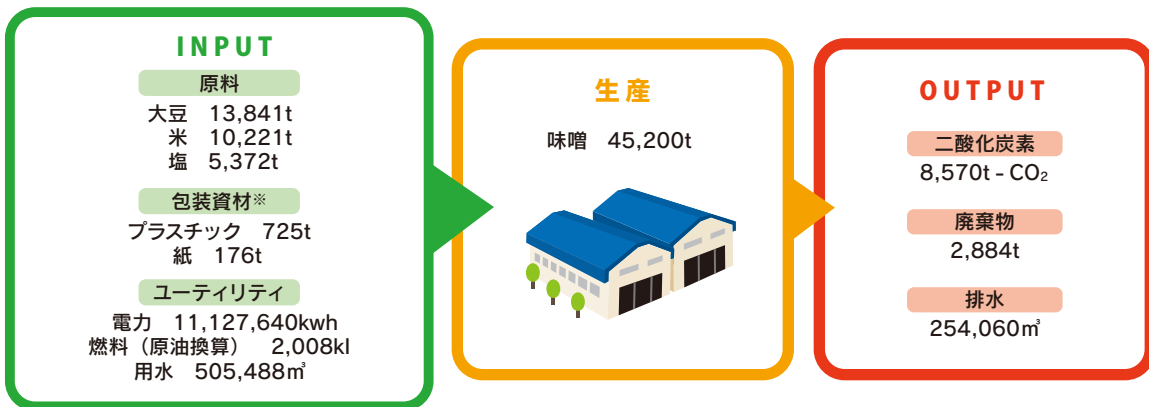 INPUT
原料
大豆 13,841t
米 10,221t
塩 5,372t
包装資材※
プラスチック 725t
紙 176t
ユーティリティ
電力 11,127,640kwh
燃料（原油換算） 2,008kl
用水 505,488㎥
生産
味噌 45,200t
OUTPUT
二酸化炭素
8,570t - CO₂
廃棄物
2,884t
排水
254,060㎥